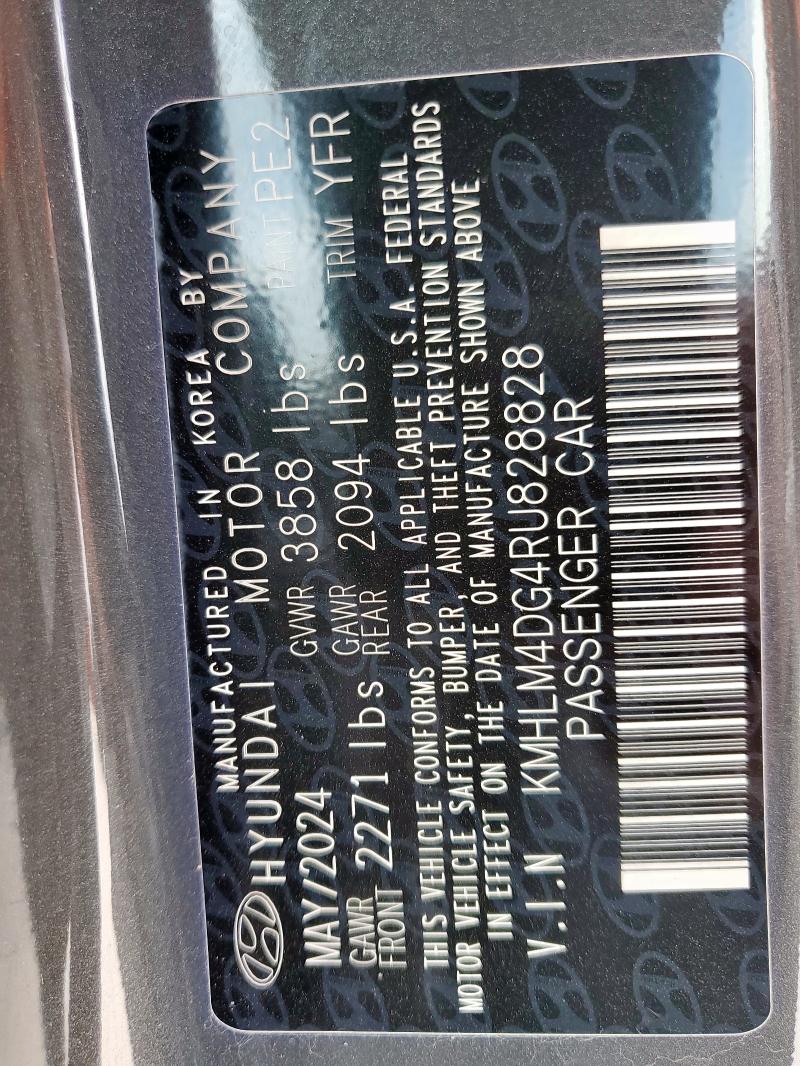 MANUFACTURED IN KOREA BY
HYUNDAI MOTOR COMPANY
MAY/2024 GVWR 3858 lbs PAINT PE2
GAWR FRONT 2271 lbs GAWR REAR 2094 lbs TRIM YFR
THIS VEHICLE CONFORMS TO ALL APPLICABLE U.S.A. FEDERAL
MOTOR VEHICLE SAFETY, BUMPER, AND THEFT PREVENTION STANDARDS
IN EFFECT ON THE DATE OF MANUFACTURE SHOWN ABOVE
V.I.N KMHLM4DG4RU828828
PASSENGER CAR